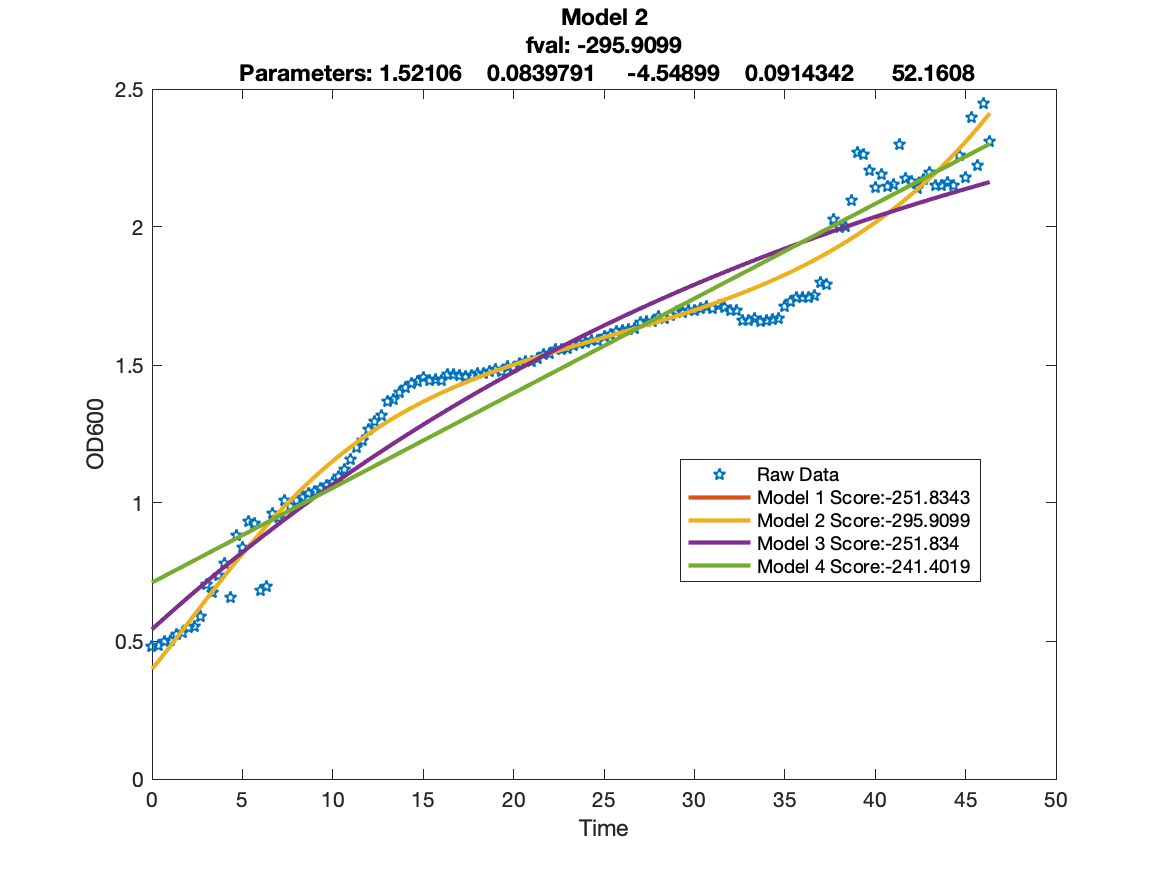 Model 2
fval: -295.9099
Parameters: 1.52106 0.0839791 -4.54899 0.0914342 52.1608
2.5
2
1.5
1
0.5
0
OD600
Raw Data
Model 1 Score:-251.8343
Model 2 Score:-295.9099
Model 3 Score:-251.834
Model 4 Score:-241.4019
0 5 10 15 20 25 30 35 40 45 50
Time